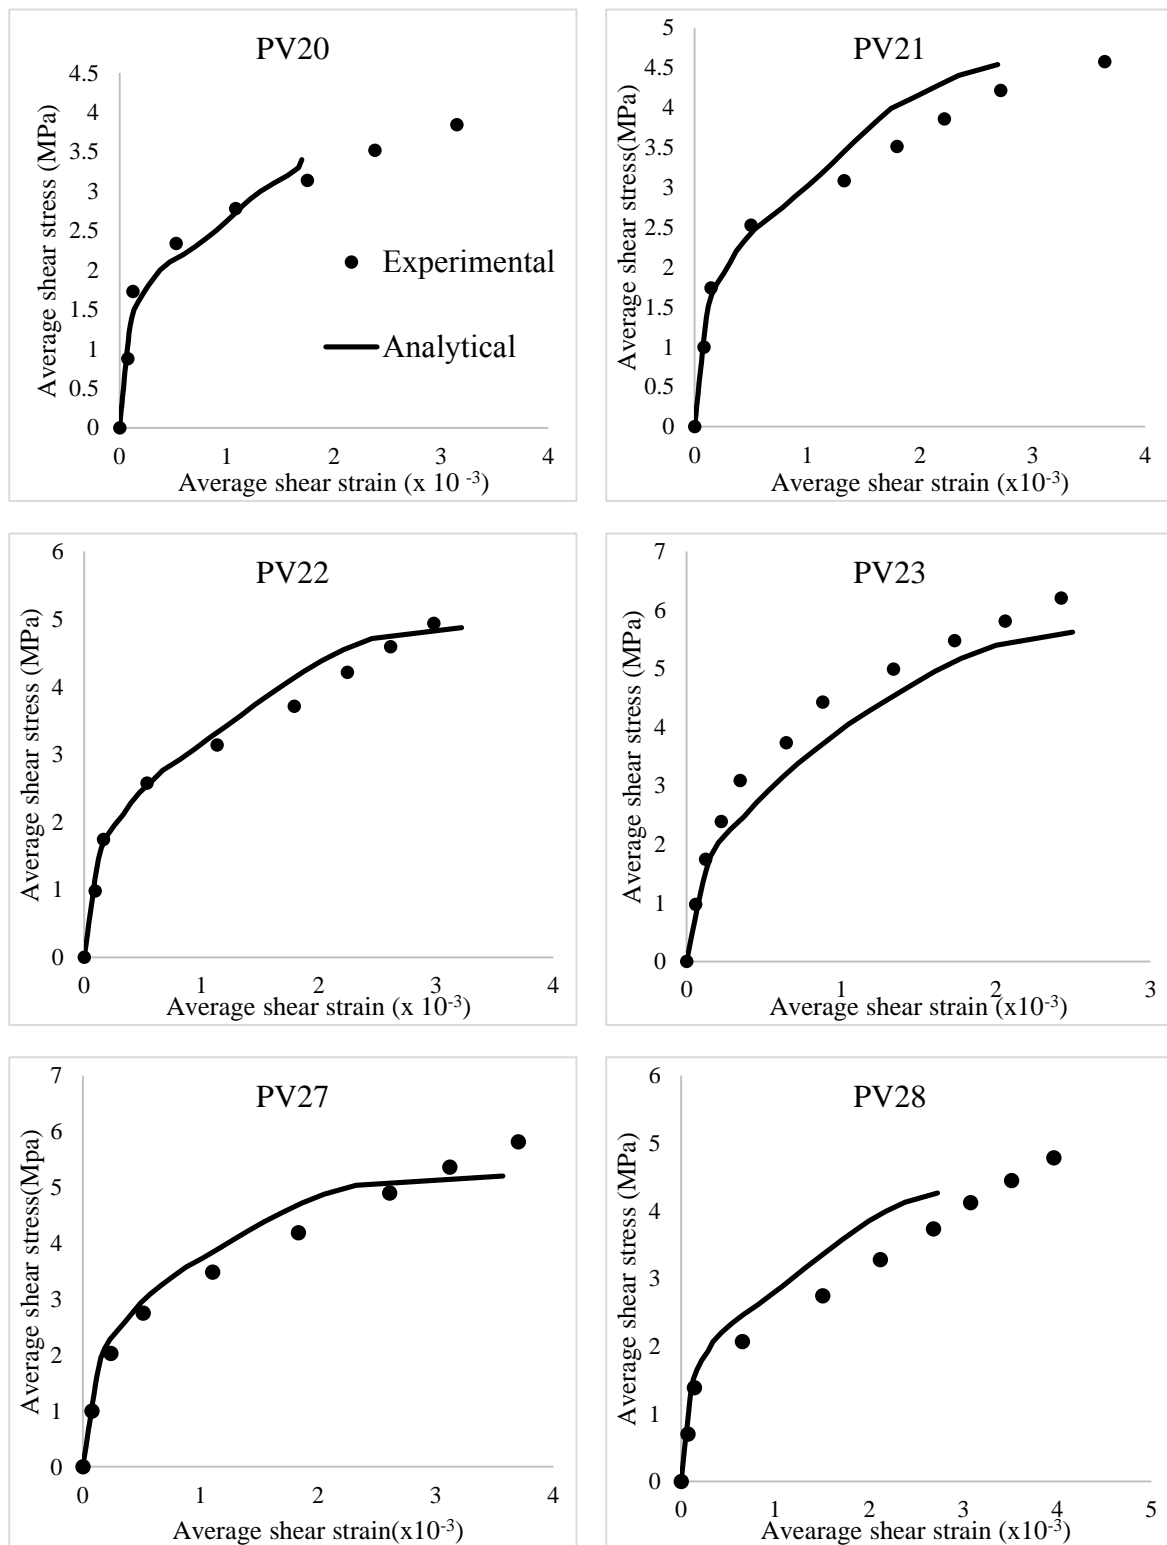 PV20
Average shear stress (MPa)
4.5
4
3.5
3
2.5
2
1.5
1
0.5
0
0 1 2 3 4
Average shear strain (x 10 -3)
Experimental
Analytical
PV21
Average shear stress(MPa)
5
4.5
4
3.5
3
2.5
2
1.5
1
0.5
0
0 1 2 3 4
Average shear strain (x10-3)
PV22
Average shear stress (MPa)
6
5
4
3
2
1
0
0 1 2 3 4
Average shear strain (x 10-3)
PV23
Average shear stress (MPa)
7
6
5
4
3
2
1
0
0 1 2 3
Average shear strain (x10-3)
PV27
Average shear stress(Mpa)
7
6
5
4
3
2
1
0
0 1 2 3 4
Average shear strain(x10-3)
PV28
Average shear stress (MPa)
6
5
4
3
2
1
0
0 1 2 3 4 5
Avearage shear strain (x10-3)